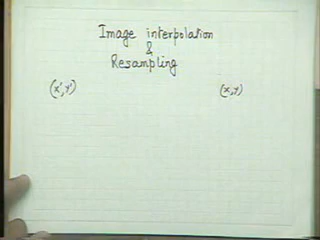 Image interpolation
&
Resampling
(x', y') (x, y)